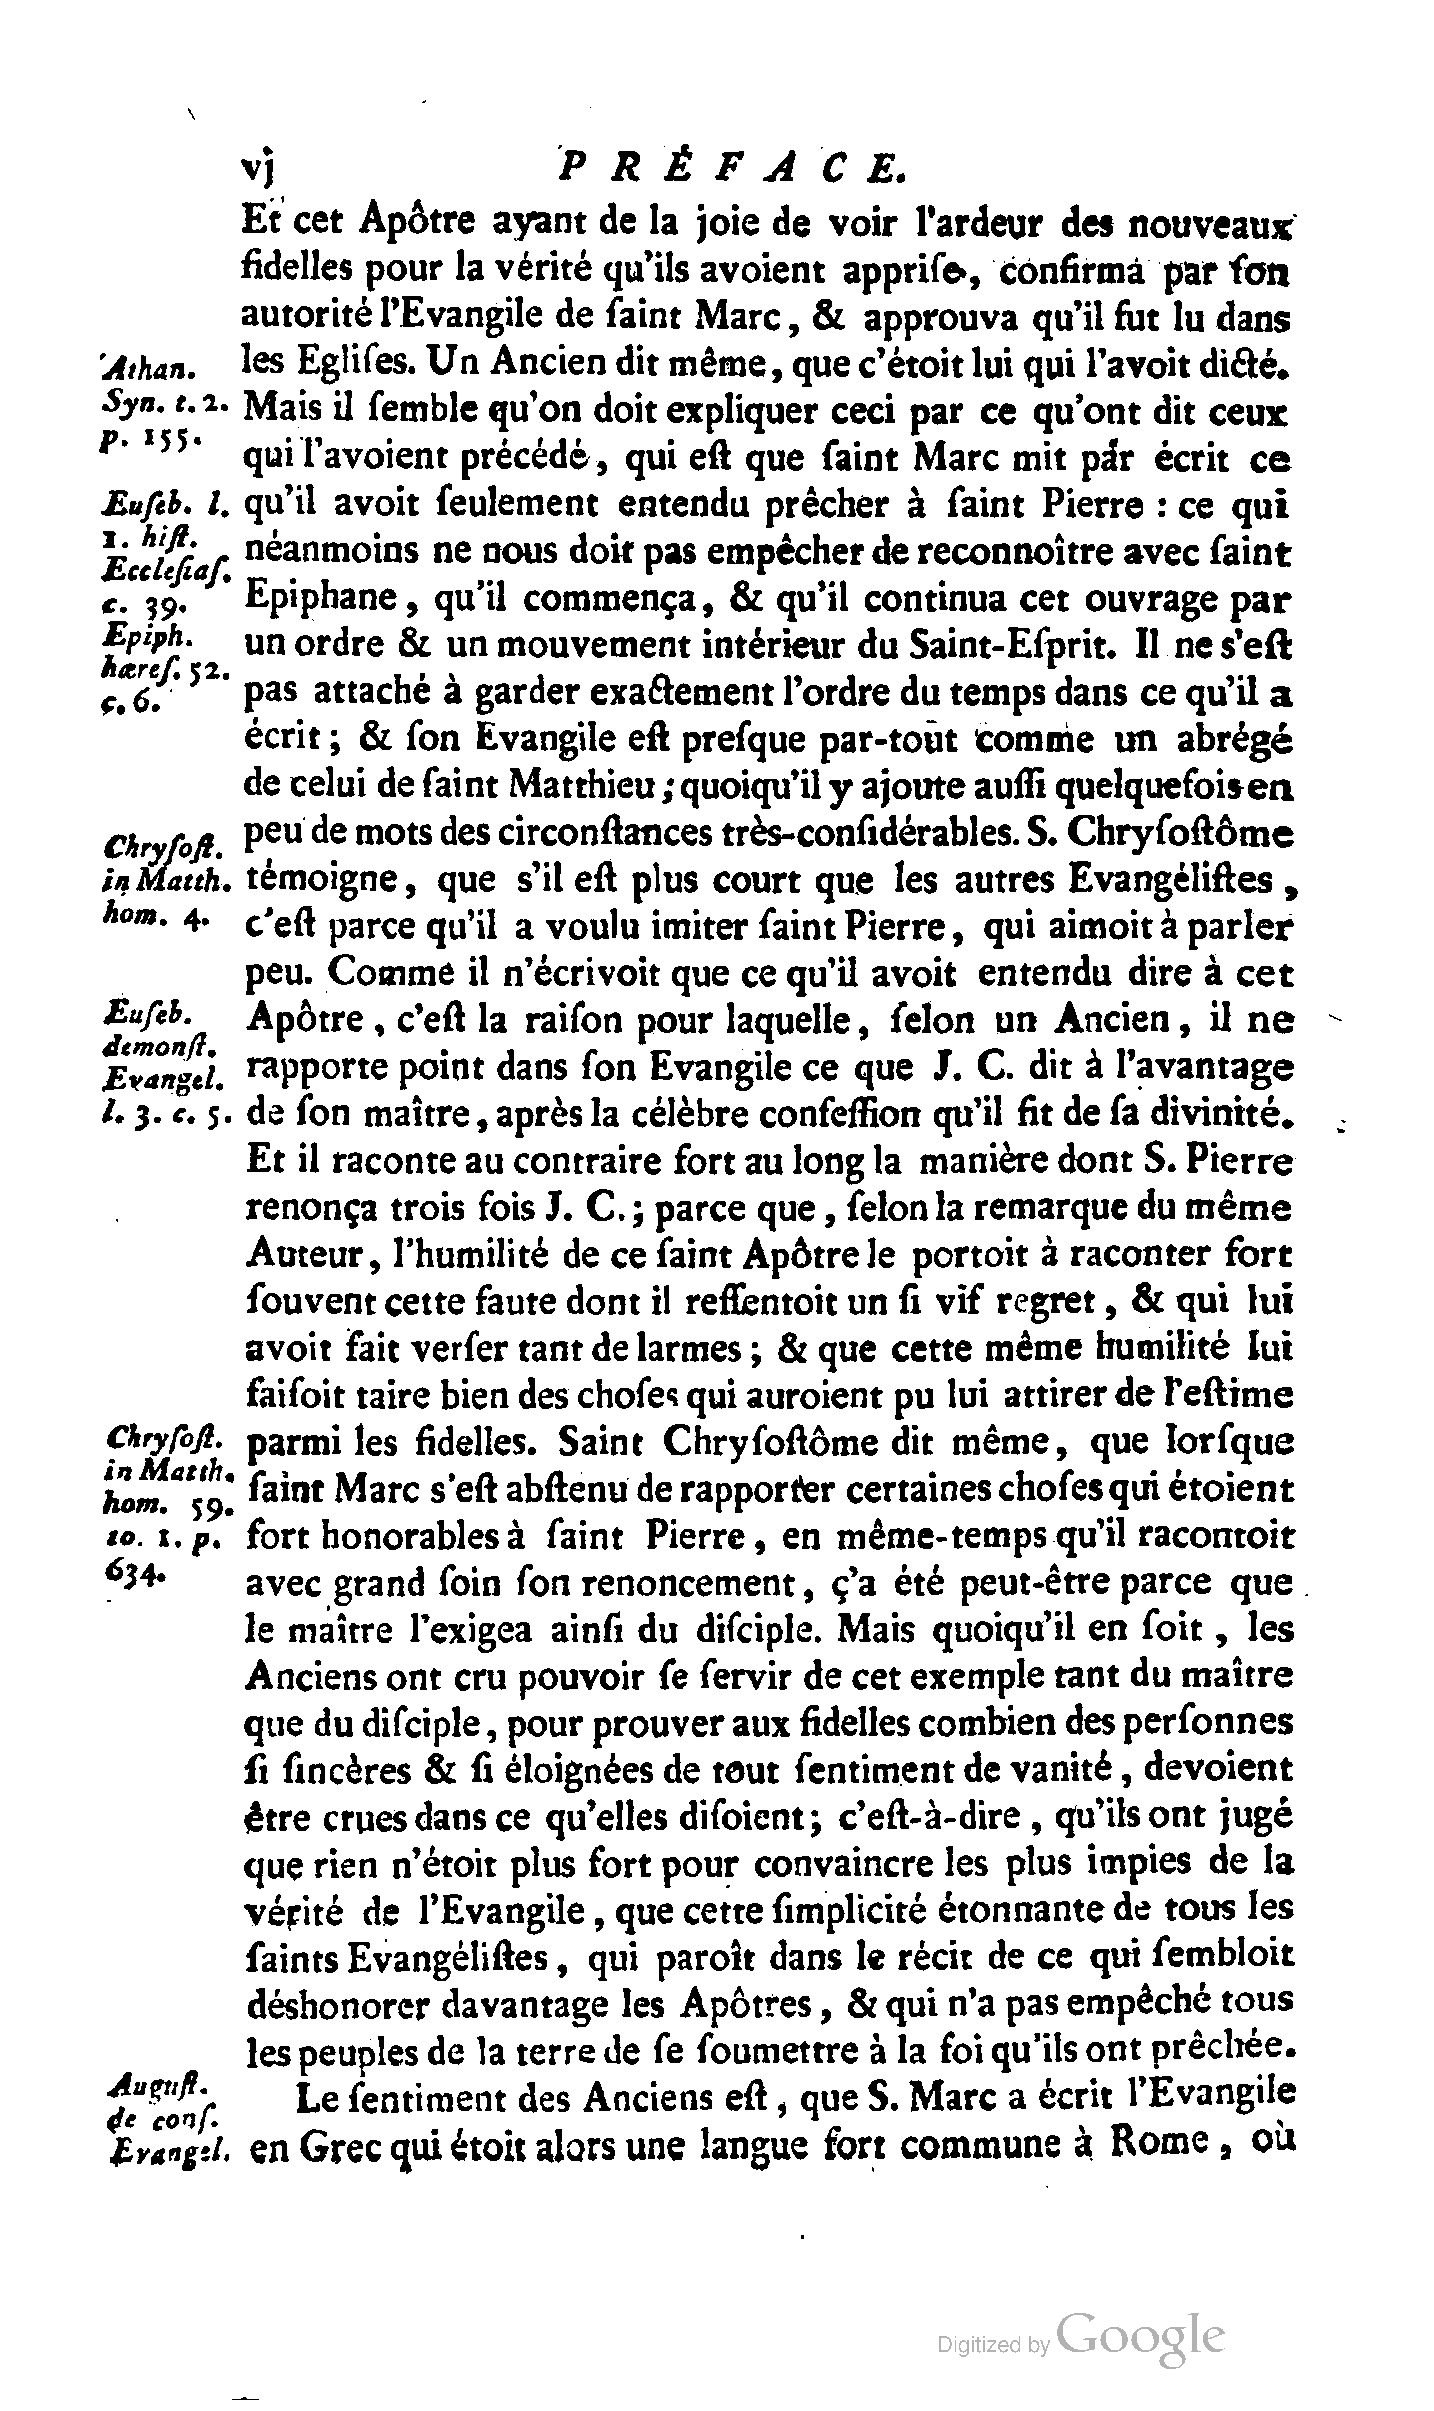 vj PRÉFACE.
Et cet Apôtre ayant de la joie de voir l'ardeur des nouveaux
fidelles pour la vérité qu'ils avoient apprise, confirma par ſon
autorité l'Evangile de ſaint Marc, & approuva qu'il fut lu dans
les Egliſes. Un Ancien dit même, que c'étoit lui qui l'avoit dicté.
Mais il ſemble qu'on doit expliquer ceci par ce qu'ont dit ceux
qui l'avoient précédé, qui eſt que ſaint Marc mit par écrit ce
qu'il avoit ſeulement entendu prêcher à ſaint Pierre : ce qui
néanmoins ne nous doit pas empêcher de reconnoître avec ſaint
Epiphane, qu'il commença, & qu'il continua cet ouvrage par
un ordre & un mouvement intérieur du Saint-Eſprit. Il ne s'eſt
pas attaché à garder exactement l'ordre du temps dans ce qu'il a
écrit ; & ſon Evangile eſt preſque par-tout comme un abrégé
de celui de ſaint Matthieu ; quoiqu'il y ajoute auſſi quelquefois en
peu de mots des circonſtances très-conſidérables. S. Chryſoſtôme
témoigne, que s'il eſt plus court que les autres Evangéliſtes,
c'eſt parce qu'il a voulu imiter ſaint Pierre, qui aimoit à parler
peu. Comme il n'écrivoit que ce qu'il avoit entendu dire à cet
Apôtre, c'eſt la raiſon pour laquelle, ſelon un Ancien, il ne
rapporte point dans ſon Evangile ce que J. C. dit à l'avantage
de ſon maître, après la célèbre confeſſion qu'il fit de ſa divinité.
Et il raconte au contraire fort au long la manière dont S. Pierre
renonça trois fois J. C. ; parce que, ſelon la remarque du même
Auteur, l'humilité de ce ſaint Apôtre le portoit à raconter fort
ſouvent cette faute dont il reſſentoit un ſi vif regret, & qui lui
avoit fait verſer tant de larmes ; & que cette même humilité lui
faiſoit taire bien des choſes qui auroient pu lui attirer de l'eſtime
parmi les fidelles. Saint Chryſoſtôme dit même, que lorſque
ſaint Marc s'eſt abſtenu de rapporter certaines choſes qui étoient
fort honorables à ſaint Pierre, en même-temps qu'il racontoit
avec grand ſoin ſon renoncement, ç'a été peut-être parce que
le maître l'exigea ainſi du diſciple. Mais quoiqu'il en ſoit, les
Anciens ont cru pouvoir ſe ſervir de cet exemple tant du maître
que du diſciple, pour prouver aux fidelles combien des perſonnes
ſi ſincères & ſi éloignées de tout ſentiment de vanité, devoient
être crues dans ce qu'elles diſoient ; c'eſt-à-dire, qu'ils ont jugé
que rien n'étoit plus fort pour convaincre les plus impies de la
vérité de l'Evangile, que cette ſimplicité étonnante de tous les
ſaints Evangéliſtes, qui paroît dans le récit de ce qui ſembloit
déshonorer davantage les Apôtres, & qui n'a pas empêché tous
les peuples de la terre de ſe ſoumettre à la foi qu'ils ont prêchée.
Le ſentiment des Anciens eſt, que S. Marc a écrit l'Evangile
en Grec qui étoit alors une langue fort commune à Rome, où
Athan.
Syn. t. 2.
p. 155.
Euſeb. l.
1. hiſt.
Eccleſiaſ.
c. 39.
Epiph.
hæreſ. 52.
c. 6.
Chryſoſt.
in Matth.
hom. 4.
Euſeb.
demonſt.
Evangel.
l. 3. c. 5.
Chryſoſt.
in Matth.
hom. 59.
to. 1. p.
634.
Auguſt.
de conſ.
Evangel.
Digitized by Google